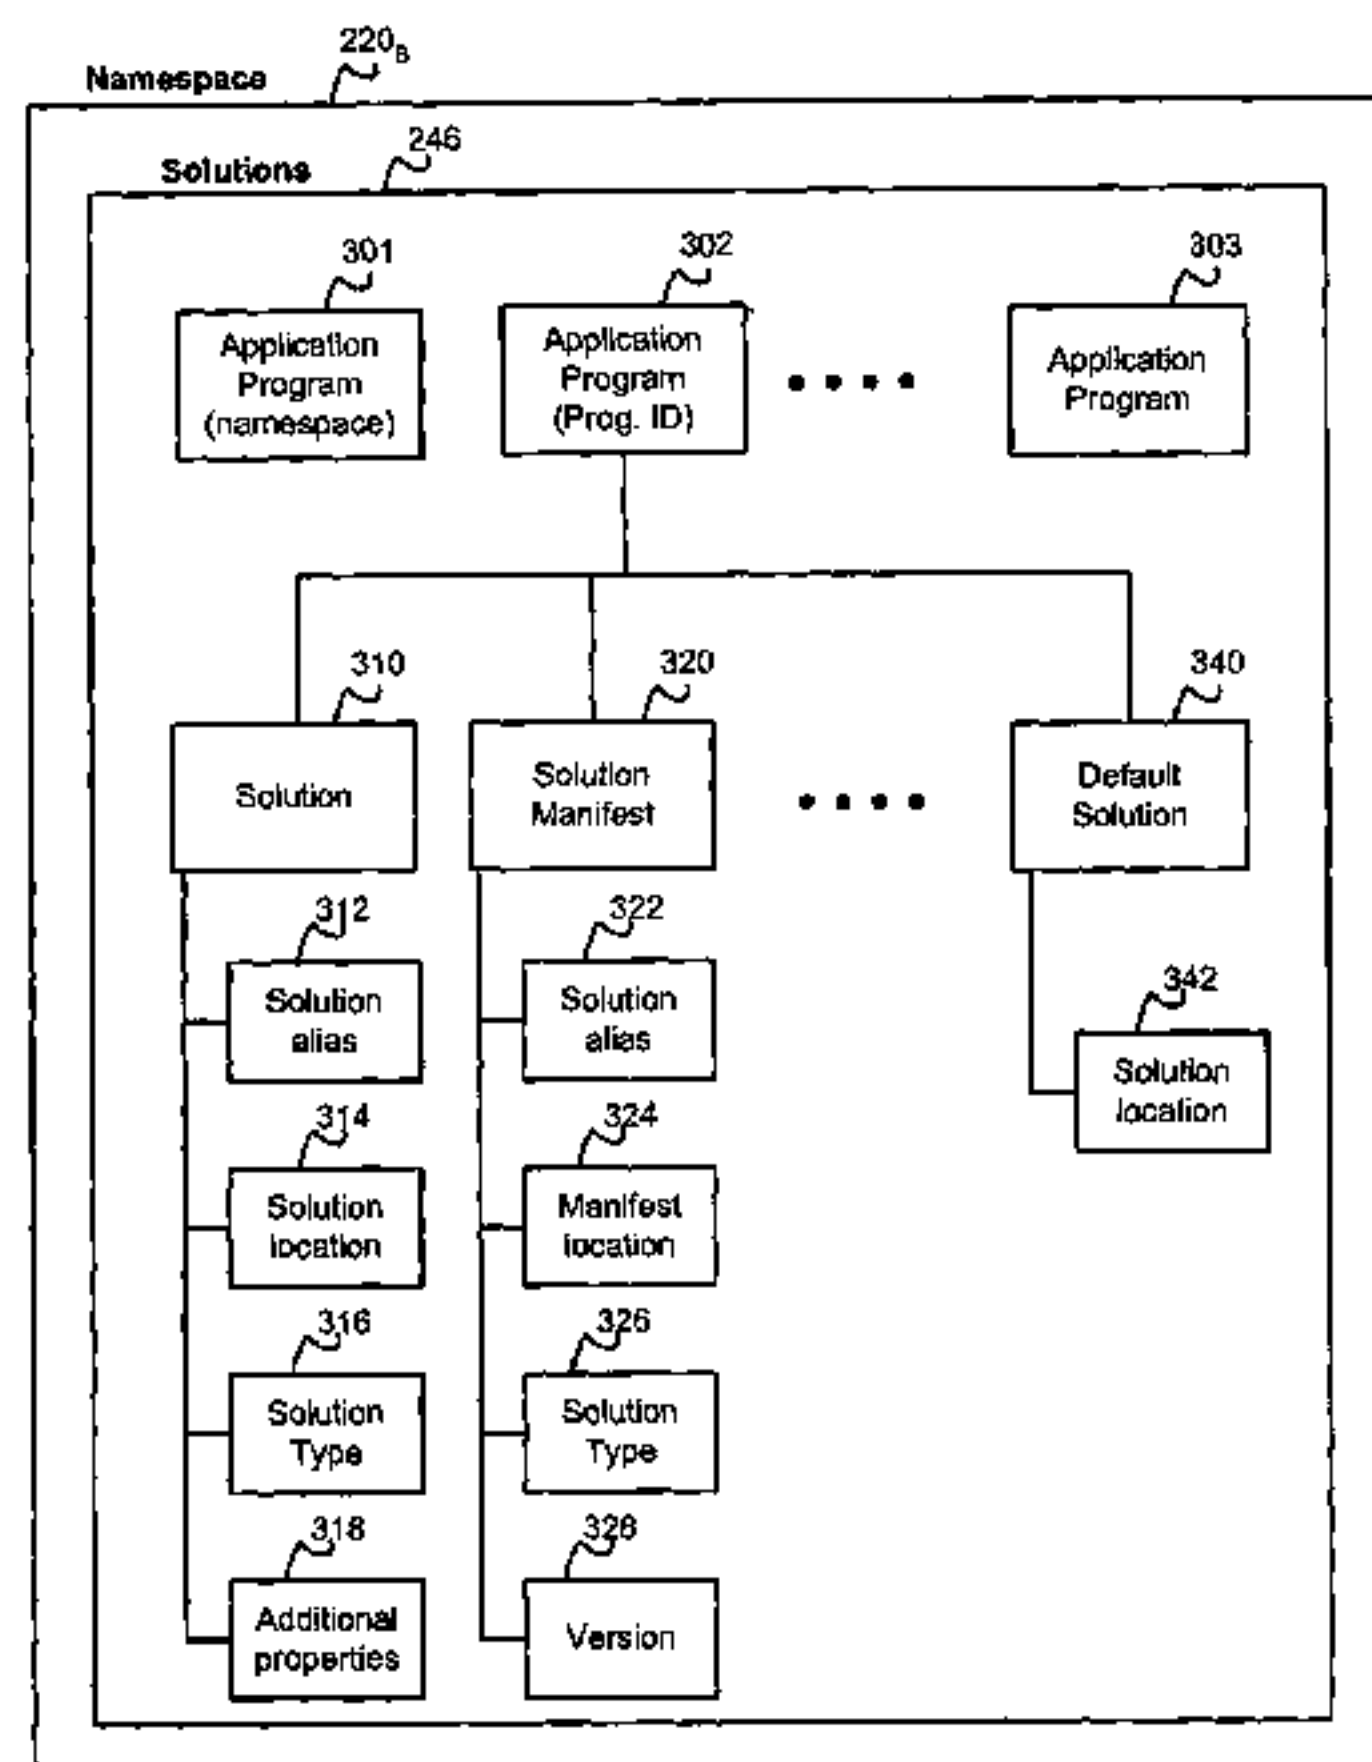 220B
Namespace
246
Solutions
301
302
303
Application
Program
(namespace)
Application
Program
(Prog. ID)
Application
Program
310
320
340
Solution
Solution
Manifest
Default
Solution
312
322
Solution
alias
Solution
alias
342
Solution
location
314
324
Solution
location
Manifest
location
316
326
Solution
Type
Solution
Type
318
328
Additional
properties
Version